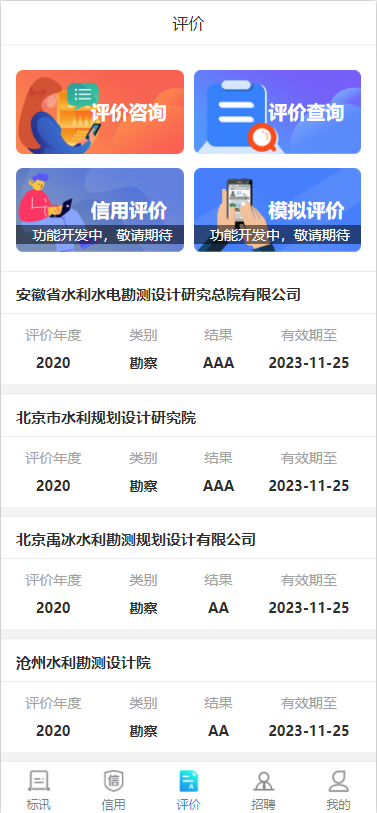 评价
评价咨询 评价查询
信用评价 模拟评价
功能开发中，敬请期待 功能开发中，敬请期待
安徽省水利水电勘测设计研究总院有限公司
评价年度 类别 结果 有效期至
2020 勘察 AAA 2023-11-25
北京市水利规划设计研究院
评价年度 类别 结果 有效期至
2020 勘察 AAA 2023-11-25
北京禹冰水利勘测规划设计有限公司
评价年度 类别 结果 有效期至
2020 勘察 AA 2023-11-25
沧州水利勘测设计院
评价年度 类别 结果 有效期至
2020 勘察 AA 2023-11-25
信
标讯 信用 评价 招聘 我的